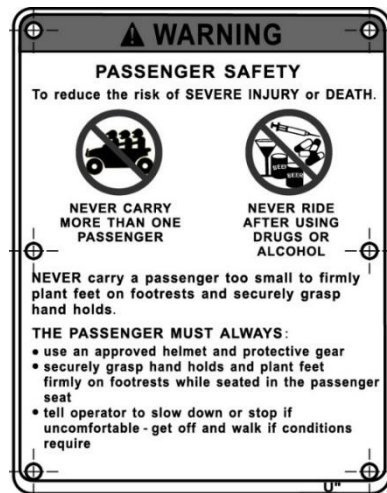 WARNING
PASSENGER SAFETY
To reduce the risk of SEVERE INJURY or DEATH.
NEVER CARRY
MORE THAN ONE
PASSENGER
NEVER RIDE
AFTER USING
DRUGS OR
ALCOHOL
BEER
BEER
NEVER carry a passenger too small to firmly
plant feet on footrests and securely grasp
hand holds.
THE PASSENGER MUST ALWAYS:
• use an approved helmet and protective gear
• securely grasp hand holds and plant feet
firmly on footrests while seated in the passenger
seat
• tell operator to slow down or stop if
uncomfortable - get off and walk if conditions
require
U"